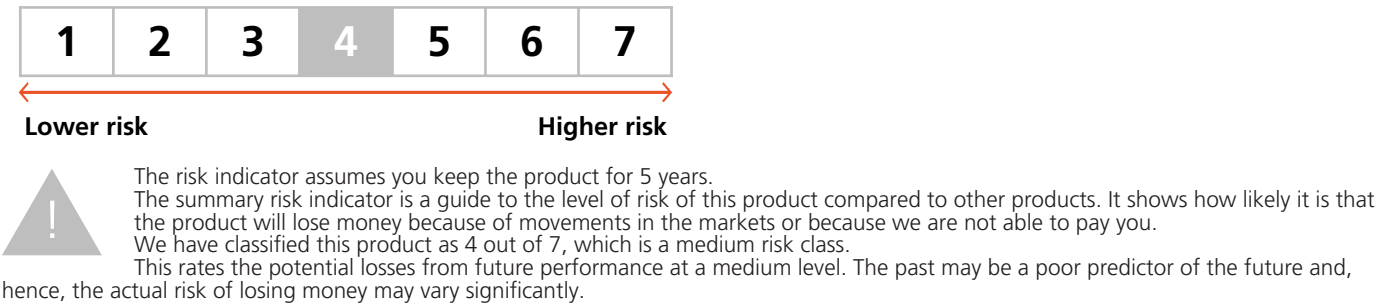 1 2 3 4 5 6 7
Lower risk Higher risk
!
The risk indicator assumes you keep the product for 5 years.
The summary risk indicator is a guide to the level of risk of this product compared to other products. It shows how likely it is that
the product will lose money because of movements in the markets or because we are not able to pay you.
We have classified this product as 4 out of 7, which is a medium risk class.
This rates the potential losses from future performance at a medium level. The past may be a poor predictor of the future and,
hence, the actual risk of losing money may vary significantly.